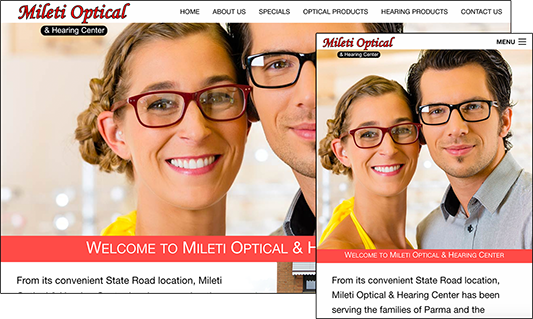 Mileti Optical
& Hearing Center
HOME ABOUT US SPECIALS OPTICAL PRODUCTS HEARING PRODUCTS CONTACT US
WELCOME TO MILETI OPTICAL & H
From its convenient State Road location, Mileti
Mileti Optical
& Hearing Center
MENU
WELCOME TO MILETI OPTICAL & HEARING CENTER
From its convenient State Road location,
Mileti Optical & Hearing Center has been
serving the families of Parma and the